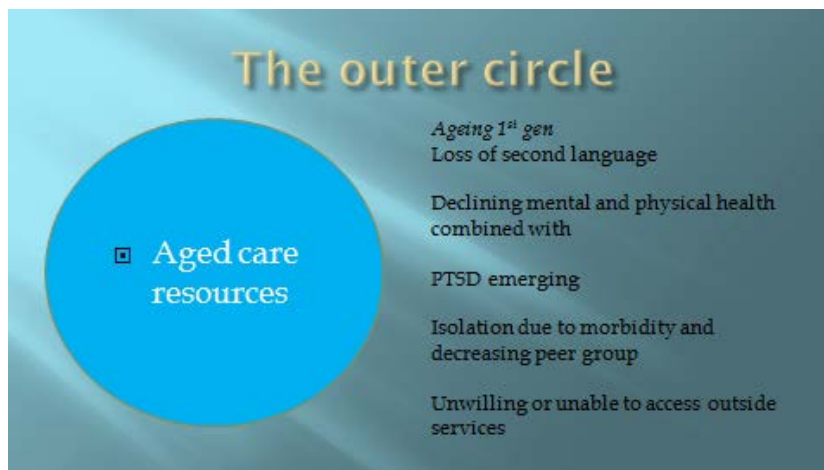 The outer circle
Aged care
resources
Ageing 1st gen
Loss of second language
Declining mental and physical health
combined with
PTSD emerging
Isolation due to morbidity and
decreasing peer group
Unwilling or unable to access outside
services